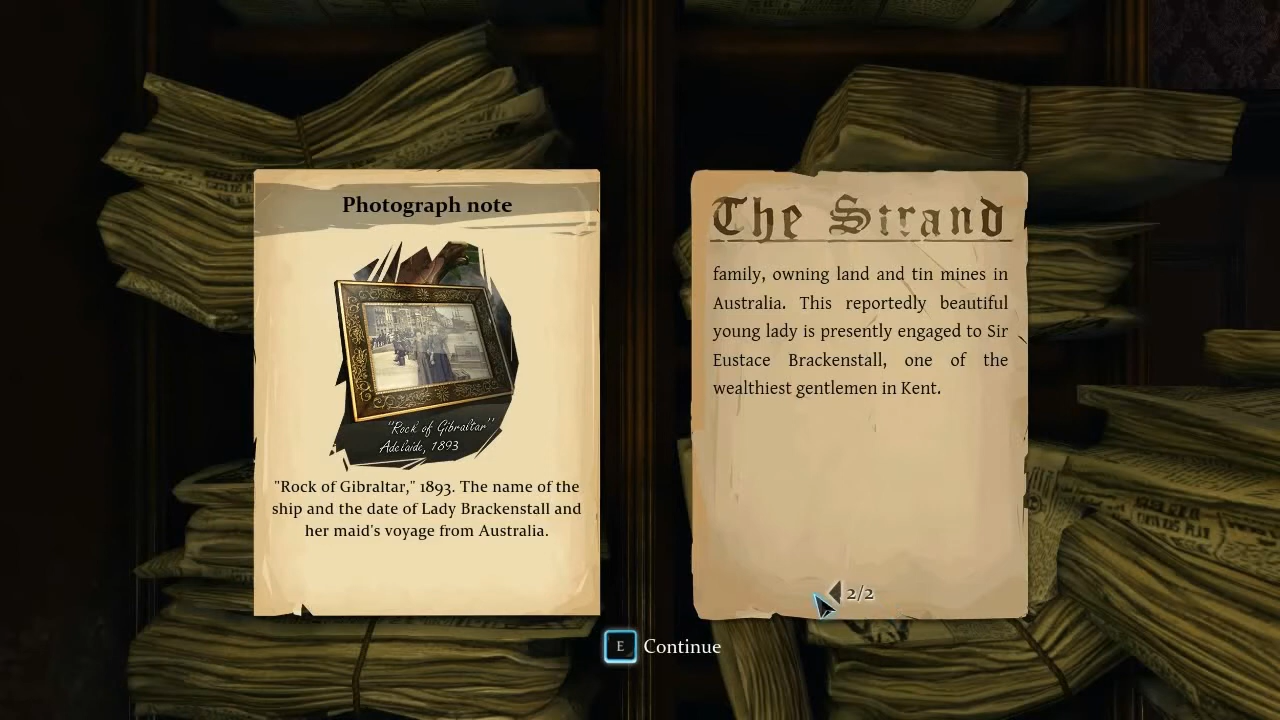 Photograph note
"Rock of Gibraltar"
Adelaide, 1893
"Rock of Gibraltar," 1893. The name of the
ship and the date of Lady Brackenstall and
her maid's voyage from Australia.
The Strand
family, owning land and tin mines in
Australia. This reportedly beautiful
young lady is presently engaged to Sir
Eustace Brackenstall, one of the
wealthiest gentlemen in Kent.
2/2
E Continue